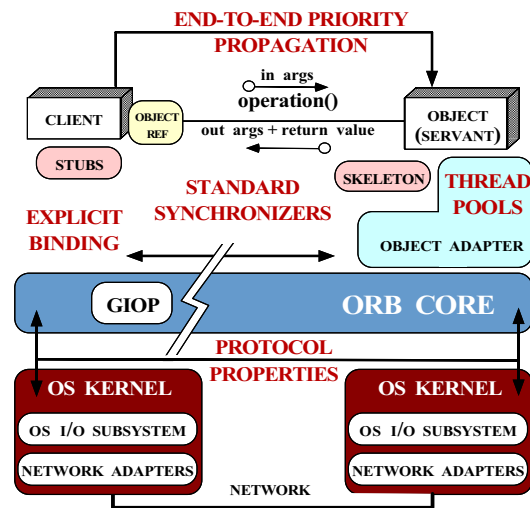 END-TO-END PRIORITY
PROPAGATION
in args
operation()
out args + return value
CLIENT
OBJECT
REF
OBJECT
(SERVANT)
STUBS
SKELETON
THREAD
POOLS
STANDARD
SYNCHRONIZERS
EXPLICIT
BINDING
OBJECT ADAPTER
GIOP
ORB CORE
PROTOCOL
PROPERTIES
OS KERNEL
OS I/O SUBSYSTEM
NETWORK ADAPTERS
OS KERNEL
OS I/O SUBSYSTEM
NETWORK ADAPTERS
NETWORK